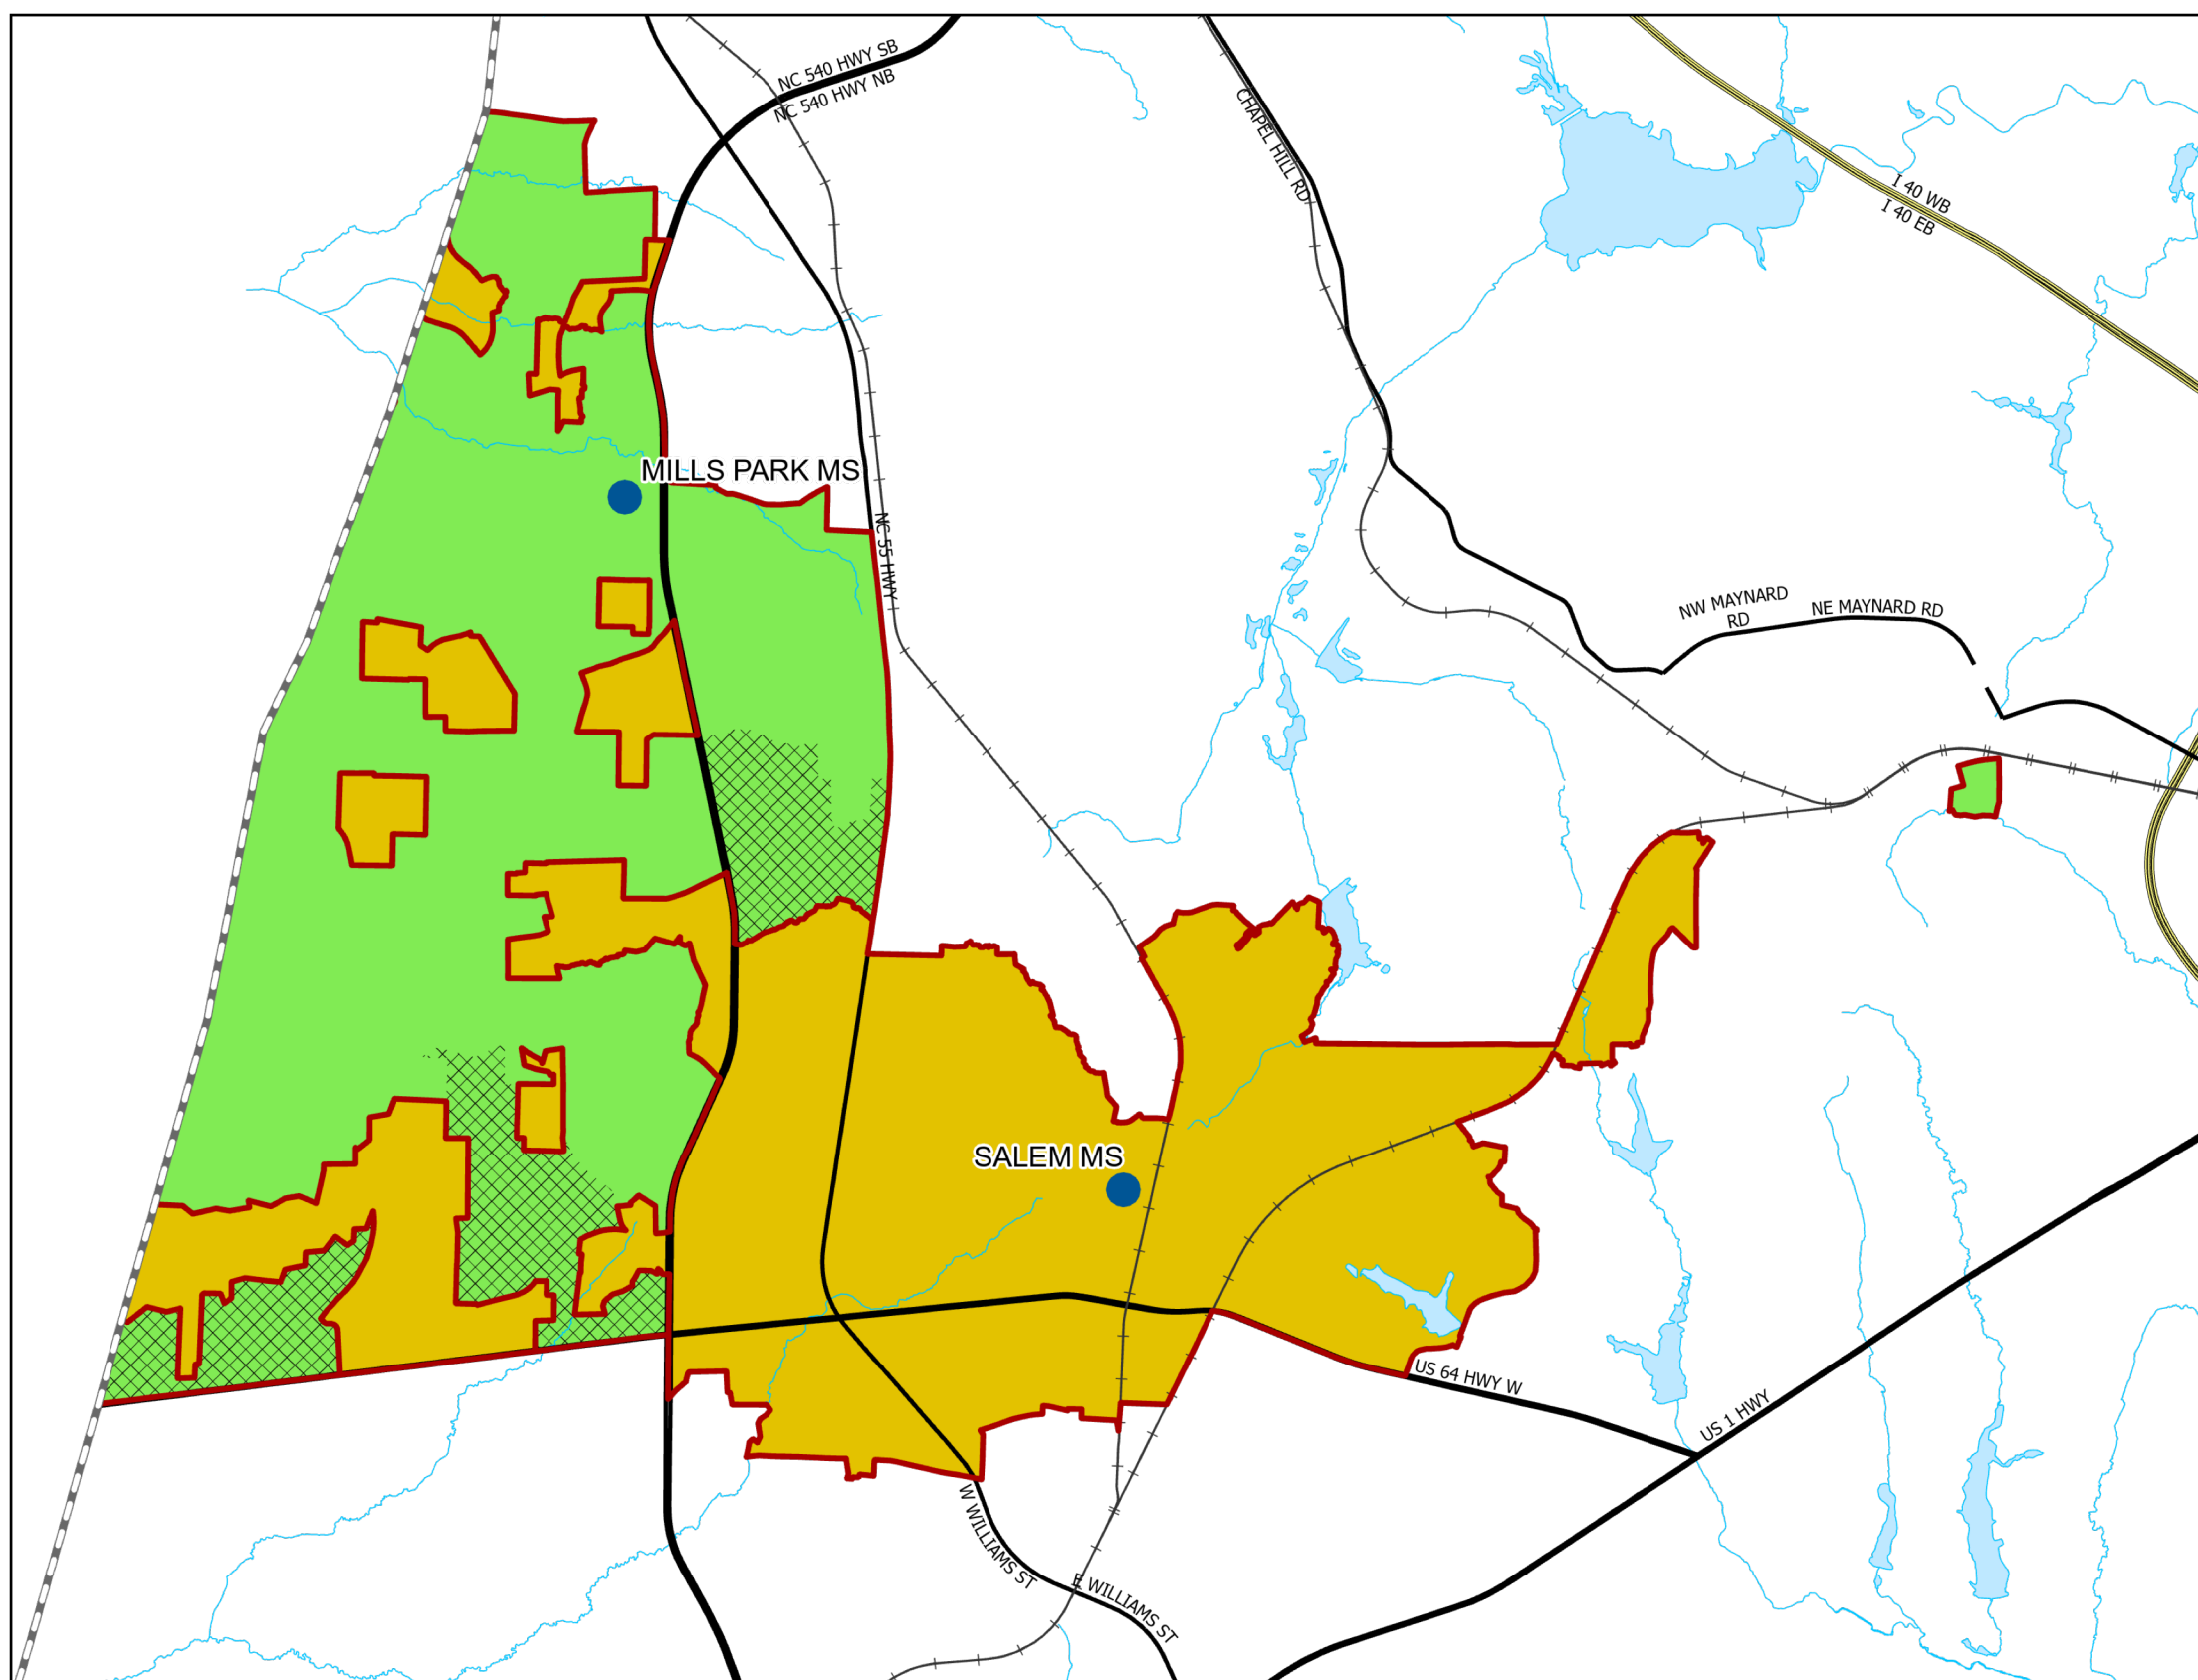 NC 540 HWY SB
NC 540 HWY NB
CHAPEL HILL RD
I 40 WB
I 40 EB
MILLS PARK MS
NC 55 HWY
NW MAYNARD
RD
NE MAYNARD RD
SALEM MS
US 64 HWY W
US 1 HWY
W WILLIAMS ST
E WILLIAMS ST